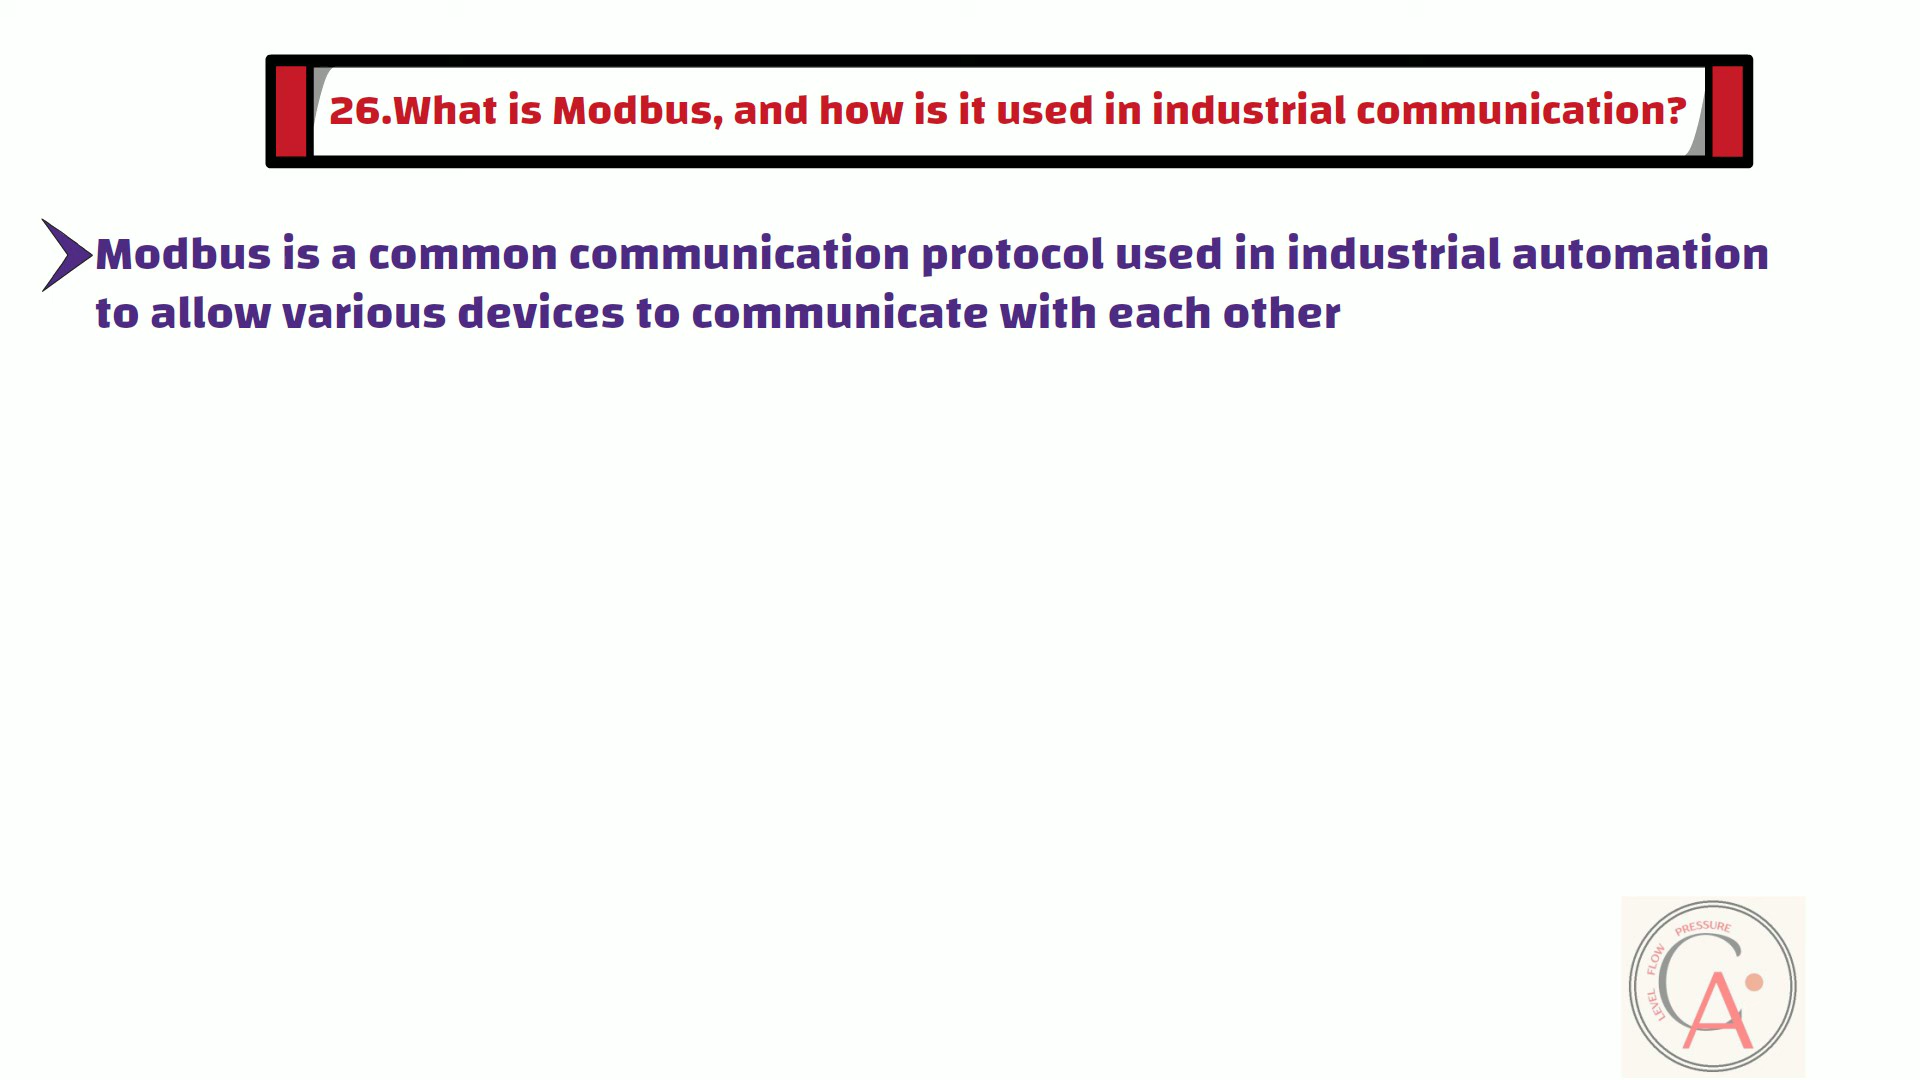 26.What is Modbus, and how is it used in industrial communication?
Modbus is a common communication protocol used in industrial automation
to allow various devices to communicate with each other
PRESSURE
FLOW
LEVEL
CA